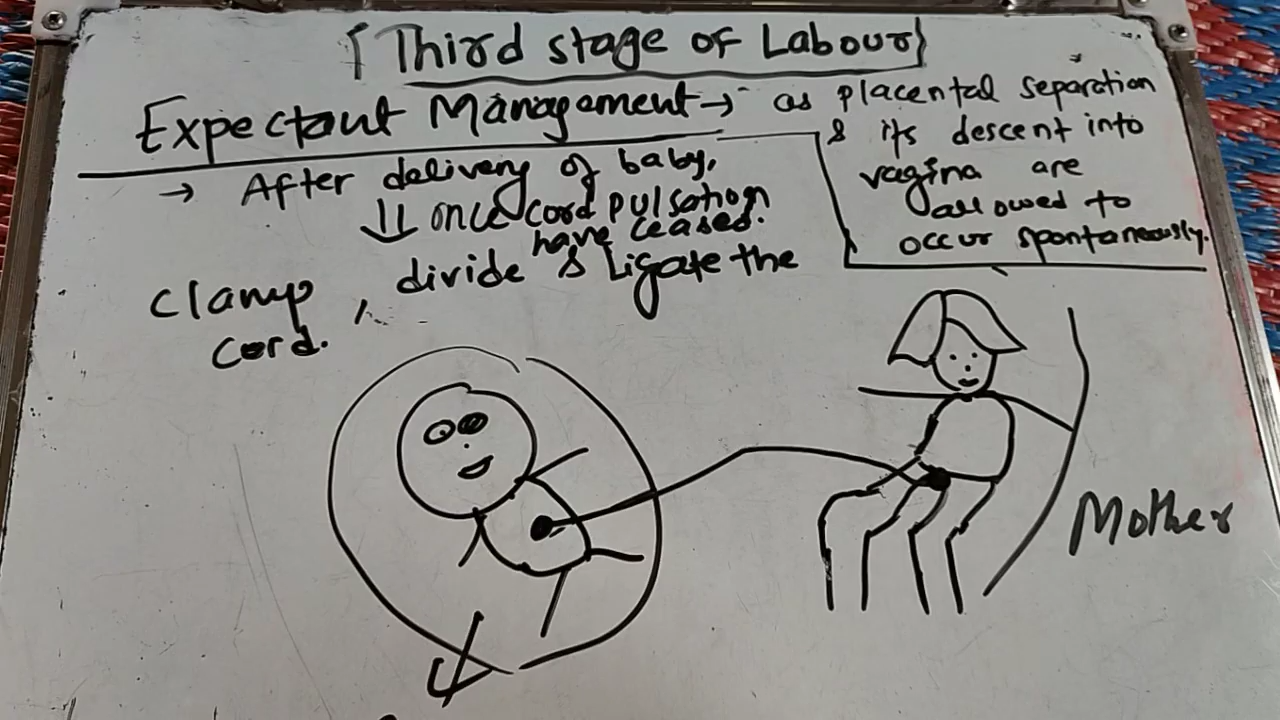 {Third stage of Labour}
Expectant Management → as placental separation
& its descent into
vagina are
allowed to
occur spontaneously.
→ After delivery of baby,
⇓ once cord pulsation
have ceased.
Clamp, divide & Ligate the
cord.
Mother